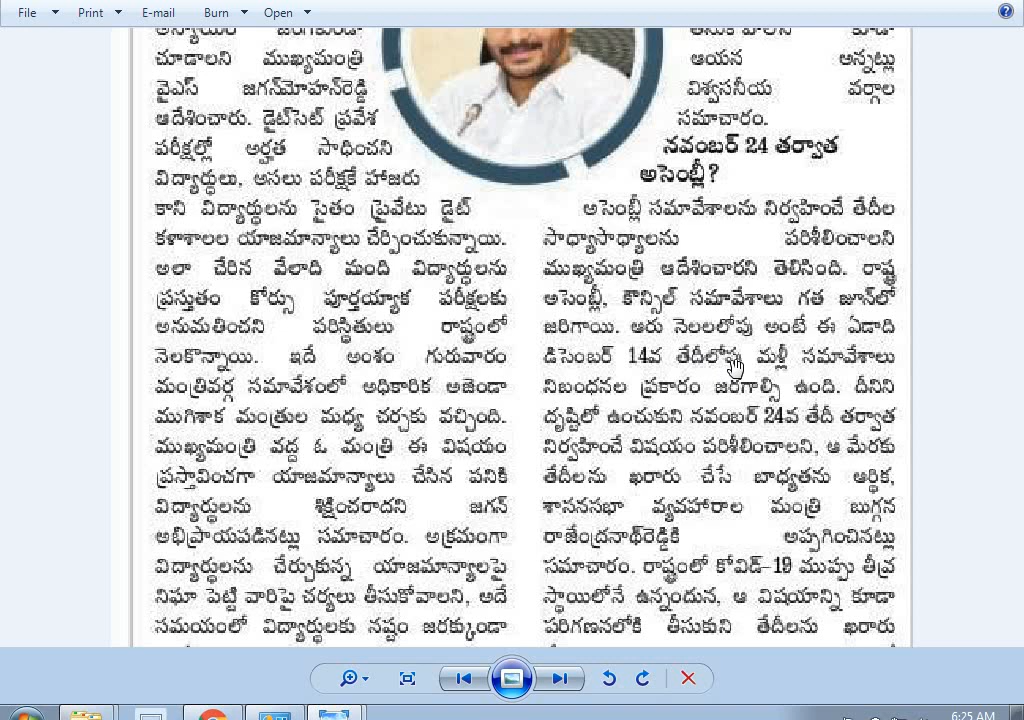 File Print E-mail Burn Open
చూడాలని ముఖ్యమంత్రి
వైఎస్ జగన్‌మోహన్‌రెడ్డి
ఆదేశించారు. డైట్‌సెట్ ప్రవేశ
పరీక్షల్లో అర్హత సాధించని
విద్యార్థులు, అసలు పరీక్షకే హాజరు
కాని విద్యార్థులను సైతం ప్రైవేటు డైట్
కళాశాలల యాజమాన్యాలు చేర్పించుకున్నాయి.
అలా చేరిన వేలాది మంది విద్యార్థులను
ప్రస్తుతం కోర్సు పూర్తయ్యాక పరీక్షలకు
అనుమతించని పరిస్థితులు రాష్ట్రంలో
నెలకొన్నాయి. ఇదే అంశం గురువారం
మంత్రివర్గ సమావేశంలో అధికారిక అజెండా
ముగిశాక మంత్రుల మధ్య చర్చకు వచ్చింది.
ముఖ్యమంత్రి వద్ద ఓ మంత్రి ఈ విషయం
ప్రస్తావించగా యాజమాన్యాలు చేసిన పనికి
విద్యార్థులను శిక్షించరాదని జగన్
అభిప్రాయపడినట్లు సమాచారం. అక్రమంగా
విద్యార్థులను చేర్చుకున్న యాజమాన్యాలపై
నిఘా పెట్టి వారిపై చర్యలు తీసుకోవాలని, అదే
సమయంలో విద్యార్థులకు నష్టం జరక్కుండా
ఆయన అన్నట్లు
విశ్వసనీయ వర్గాల
సమాచారం.
నవంబర్ 24 తర్వాత
అసెంబ్లీ?
అసెంబ్లీ సమావేశాలను నిర్వహించే తేదీల
సాధ్యాసాధ్యాలను పరిశీలించాలని
ముఖ్యమంత్రి ఆదేశించారని తెలిసింది. రాష్ట్ర
అసెంబ్లీ, కౌన్సిల్ సమావేశాలు గత జూన్‌లో
జరిగాయి. ఆరు నెలలలోపు అంటే ఈ ఏడాది
డిసెంబర్ 14వ తేదీలోపు మళ్లీ సమావేశాలు
నిబంధనల ప్రకారం జరగాల్సి ఉంది. దీనిని
దృష్టిలో ఉంచుకుని నవంబర్ 24వ తేదీ తర్వాత
నిర్వహించే విషయం పరిశీలించాలని, ఆ మేరకు
తేదీలను ఖరారు చేసే బాధ్యతను ఆర్థిక,
శాసనసభా వ్యవహారాల మంత్రి బుగ్గన
రాజేంద్రనాథ్‌రెడ్డికి అప్పగించినట్లు
సమాచారం. రాష్ట్రంలో కోవిడ్–19 ముప్పు తీవ్ర
స్థాయిలోనే ఉన్నందున, ఆ విషయాన్ని కూడా
పరిగణనలోకి తీసుకుని తేదీలను ఖరారు
6:25 AM